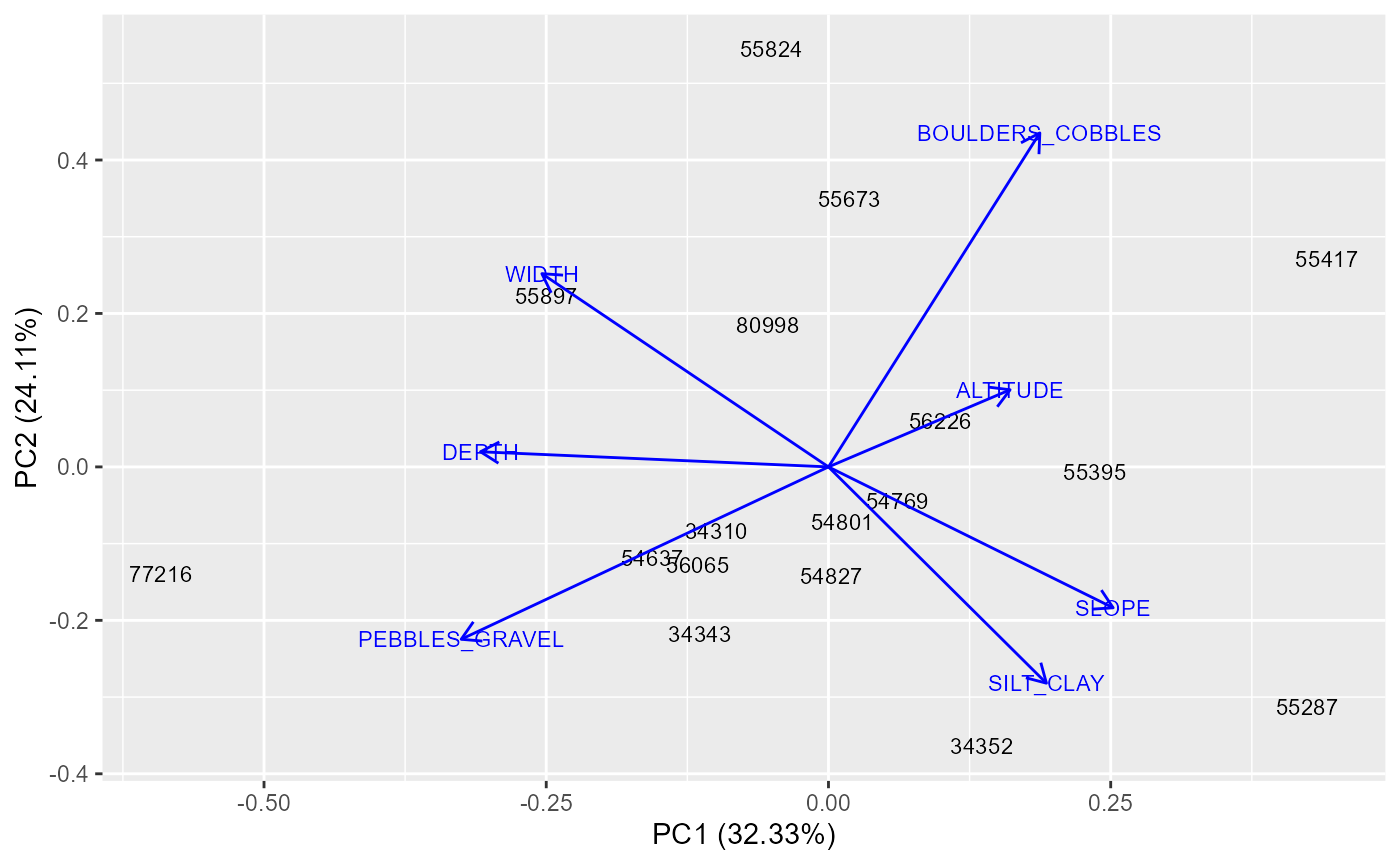 55824
BOULDERS_COBBLES
0.4
55673
55417
WIDTH
55897
0.2
80998
ALTITUDE
56226
DEPTH
0.0
55395
54769
54801
34310
54637
56065
77216
54827
SLOPE
-0.2
34343
PEBBLES_GRAVEL
SILT_CLAY
55287
34352
-0.4
-0.50 -0.25 0.00 0.25
PC1 (32.33%)
PC2 (24.11%)